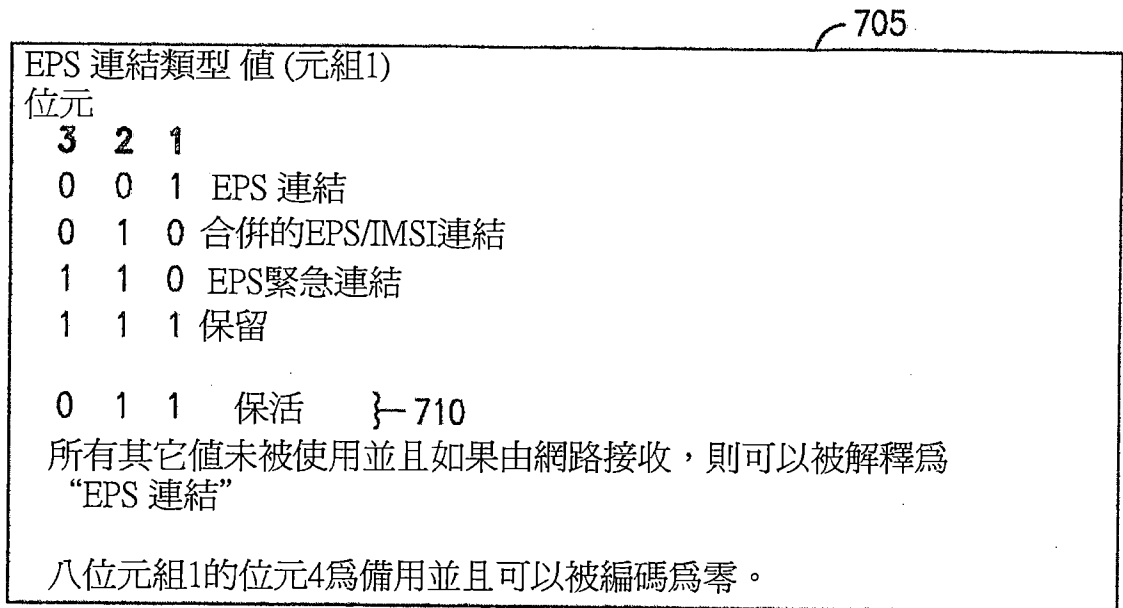 705
EPS 連結類型 值 (元組1)
位元
3 2 1
0 0 1 EPS 連結
0 1 0 合併的EPS/IMSI連結
1 1 0 EPS緊急連結
1 1 1 保留
0 1 1 保活 }-710
所有其它值未被使用並且如果由網路接收，則可以被解釋爲
“EPS 連結”
八位元組1的位元4爲備用並且可以被編碼爲零。